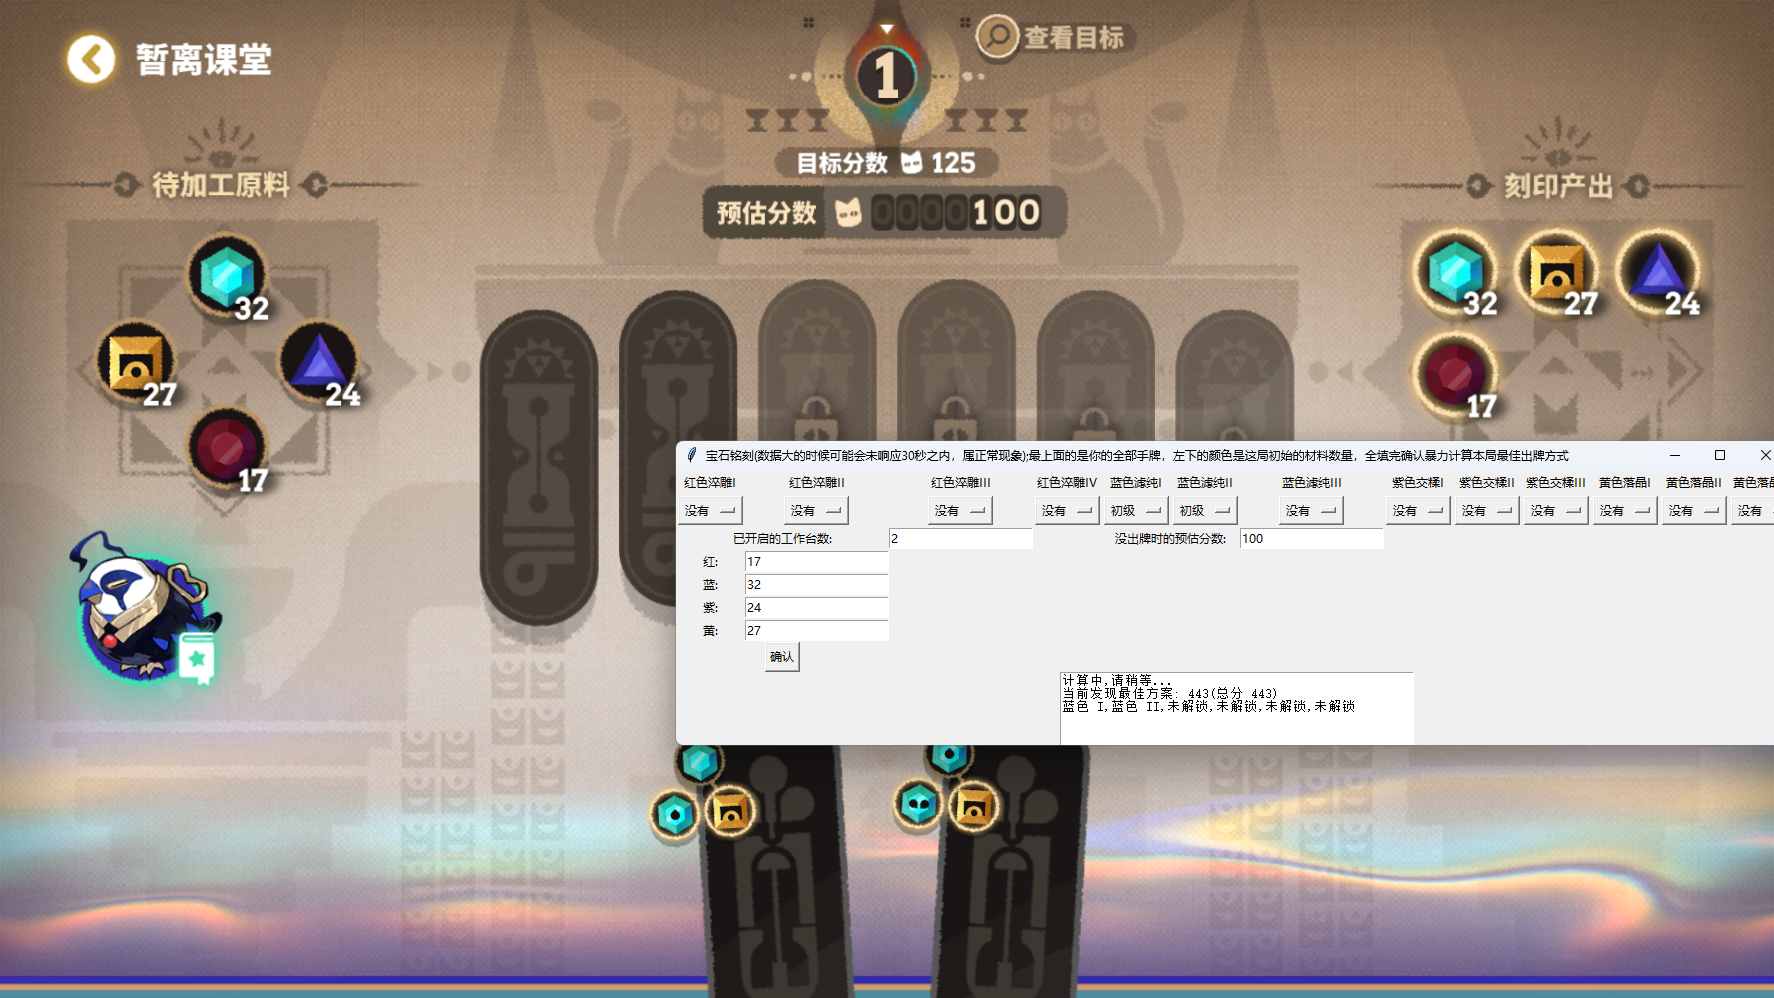 暂离课堂
1
查看目标
目标分数 125
预估分数 0000100
待加工原料
32
27
24
17
刻印产出
32
27
24
17
宝石铭刻(数据大的时候可能会未响应30秒之内，属正常现象);最上面的是你的全部手牌，左下的颜色是这局初始的材料数量，全填完确认暴力计算本局最佳出牌方式
红色淬雕I 红色淬雕II 红色淬雕III 红色淬雕IV 蓝色滤纯I 蓝色滤纯II 蓝色滤纯III 紫色交糅I 紫色交糅II 紫色交糅III 黄色落晶I 黄色落晶II 黄色落晶
没有 没有 没有 没有 初级 初级 没有 没有 没有 没有 没有 没有 没有
已开启的工作台数: 2 没出牌时的预估分数: 100
红: 17
蓝: 32
紫: 24
黄: 27
确认
计算中,请稍等...
当前发现最佳方案: 443(总分 443)
蓝色 I,蓝色 II,未解锁,未解锁,未解锁,未解锁